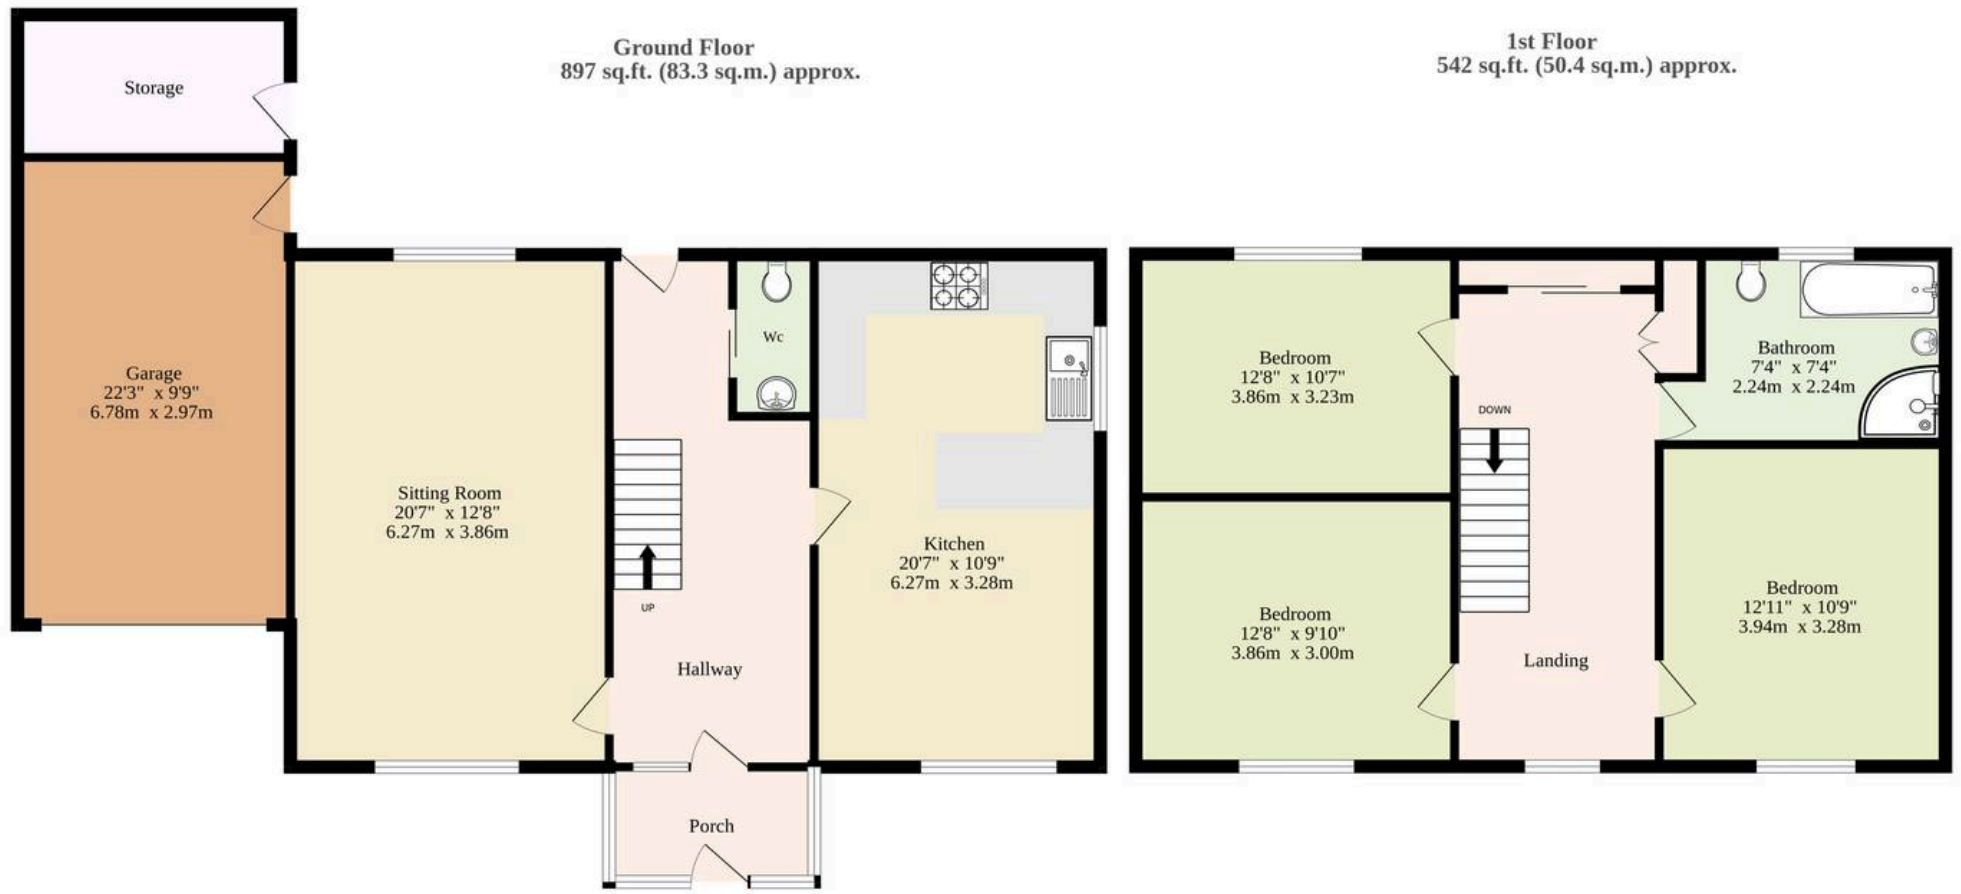 Ground Floor
897 sq.ft. (83.3 sq.m.) approx.
1st Floor
542 sq.ft. (50.4 sq.m.) approx.
Storage
Garage
22'3" x 9'9"
6.78m x 2.97m
Sitting Room
20'7" x 12'8"
6.27m x 3.86m
UP
Hallway
Porch
Wc
Kitchen
20'7" x 10'9"
6.27m x 3.28m
Bedroom
12'8" x 10'7"
3.86m x 3.23m
Bedroom
12'8" x 9'10"
3.86m x 3.00m
DOWN
Landing
Bathroom
7'4" x 7'4"
2.24m x 2.24m
Bedroom
12'11" x 10'9"
3.94m x 3.28m